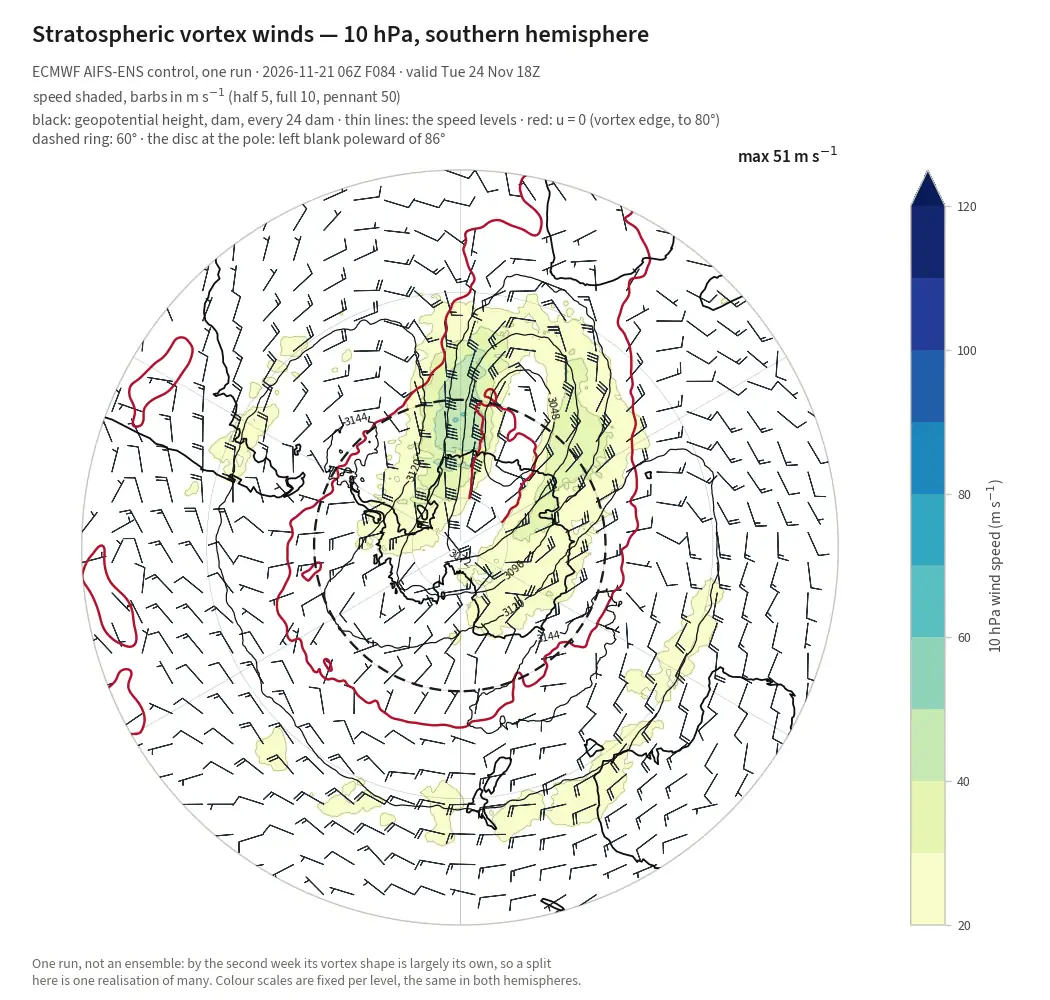 Stratospheric vortex winds — 10 hPa, southern hemisphere
ECMWF AIFS-ENS control, one run · 2026-11-21 06Z F084 · valid Tue 24 Nov 18Z
speed shaded, barbs in m s⁻¹ (half 5, full 10, pennant 50)
black: geopotential height, dam, every 24 dam · thin lines: the speed levels · red: u = 0 (vortex edge, to 80°)
dashed ring: 60° · the disc at the pole: left blank poleward of 86°
max 51 m s⁻¹
120
100
80
60
40
20
10 hPa wind speed (m s⁻¹)
3144
3048
3120
3096
3120
3144
One run, not an ensemble: by the second week its vortex shape is largely its own, so a split
here is one realisation of many. Colour scales are fixed per level, the same in both hemispheres.